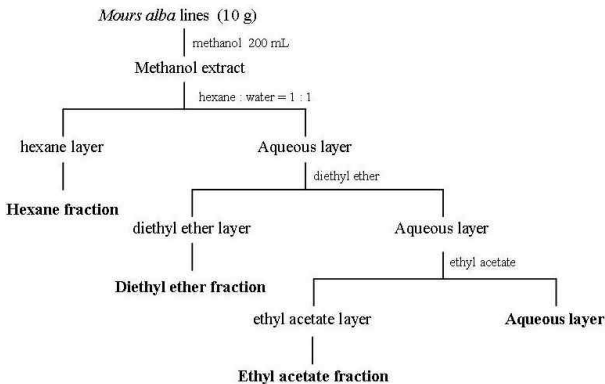 Mours alba lines (10 g)
methanol 200 mL
Methanol extract
hexane : water = 1 : 1
hexane layer
Aqueous layer
diethyl ether
Hexane fraction
diethyl ether layer
Aqueous layer
ethyl acetate
Diethyl ether fraction
ethyl acetate layer
Aqueous layer
Ethyl acetate fraction